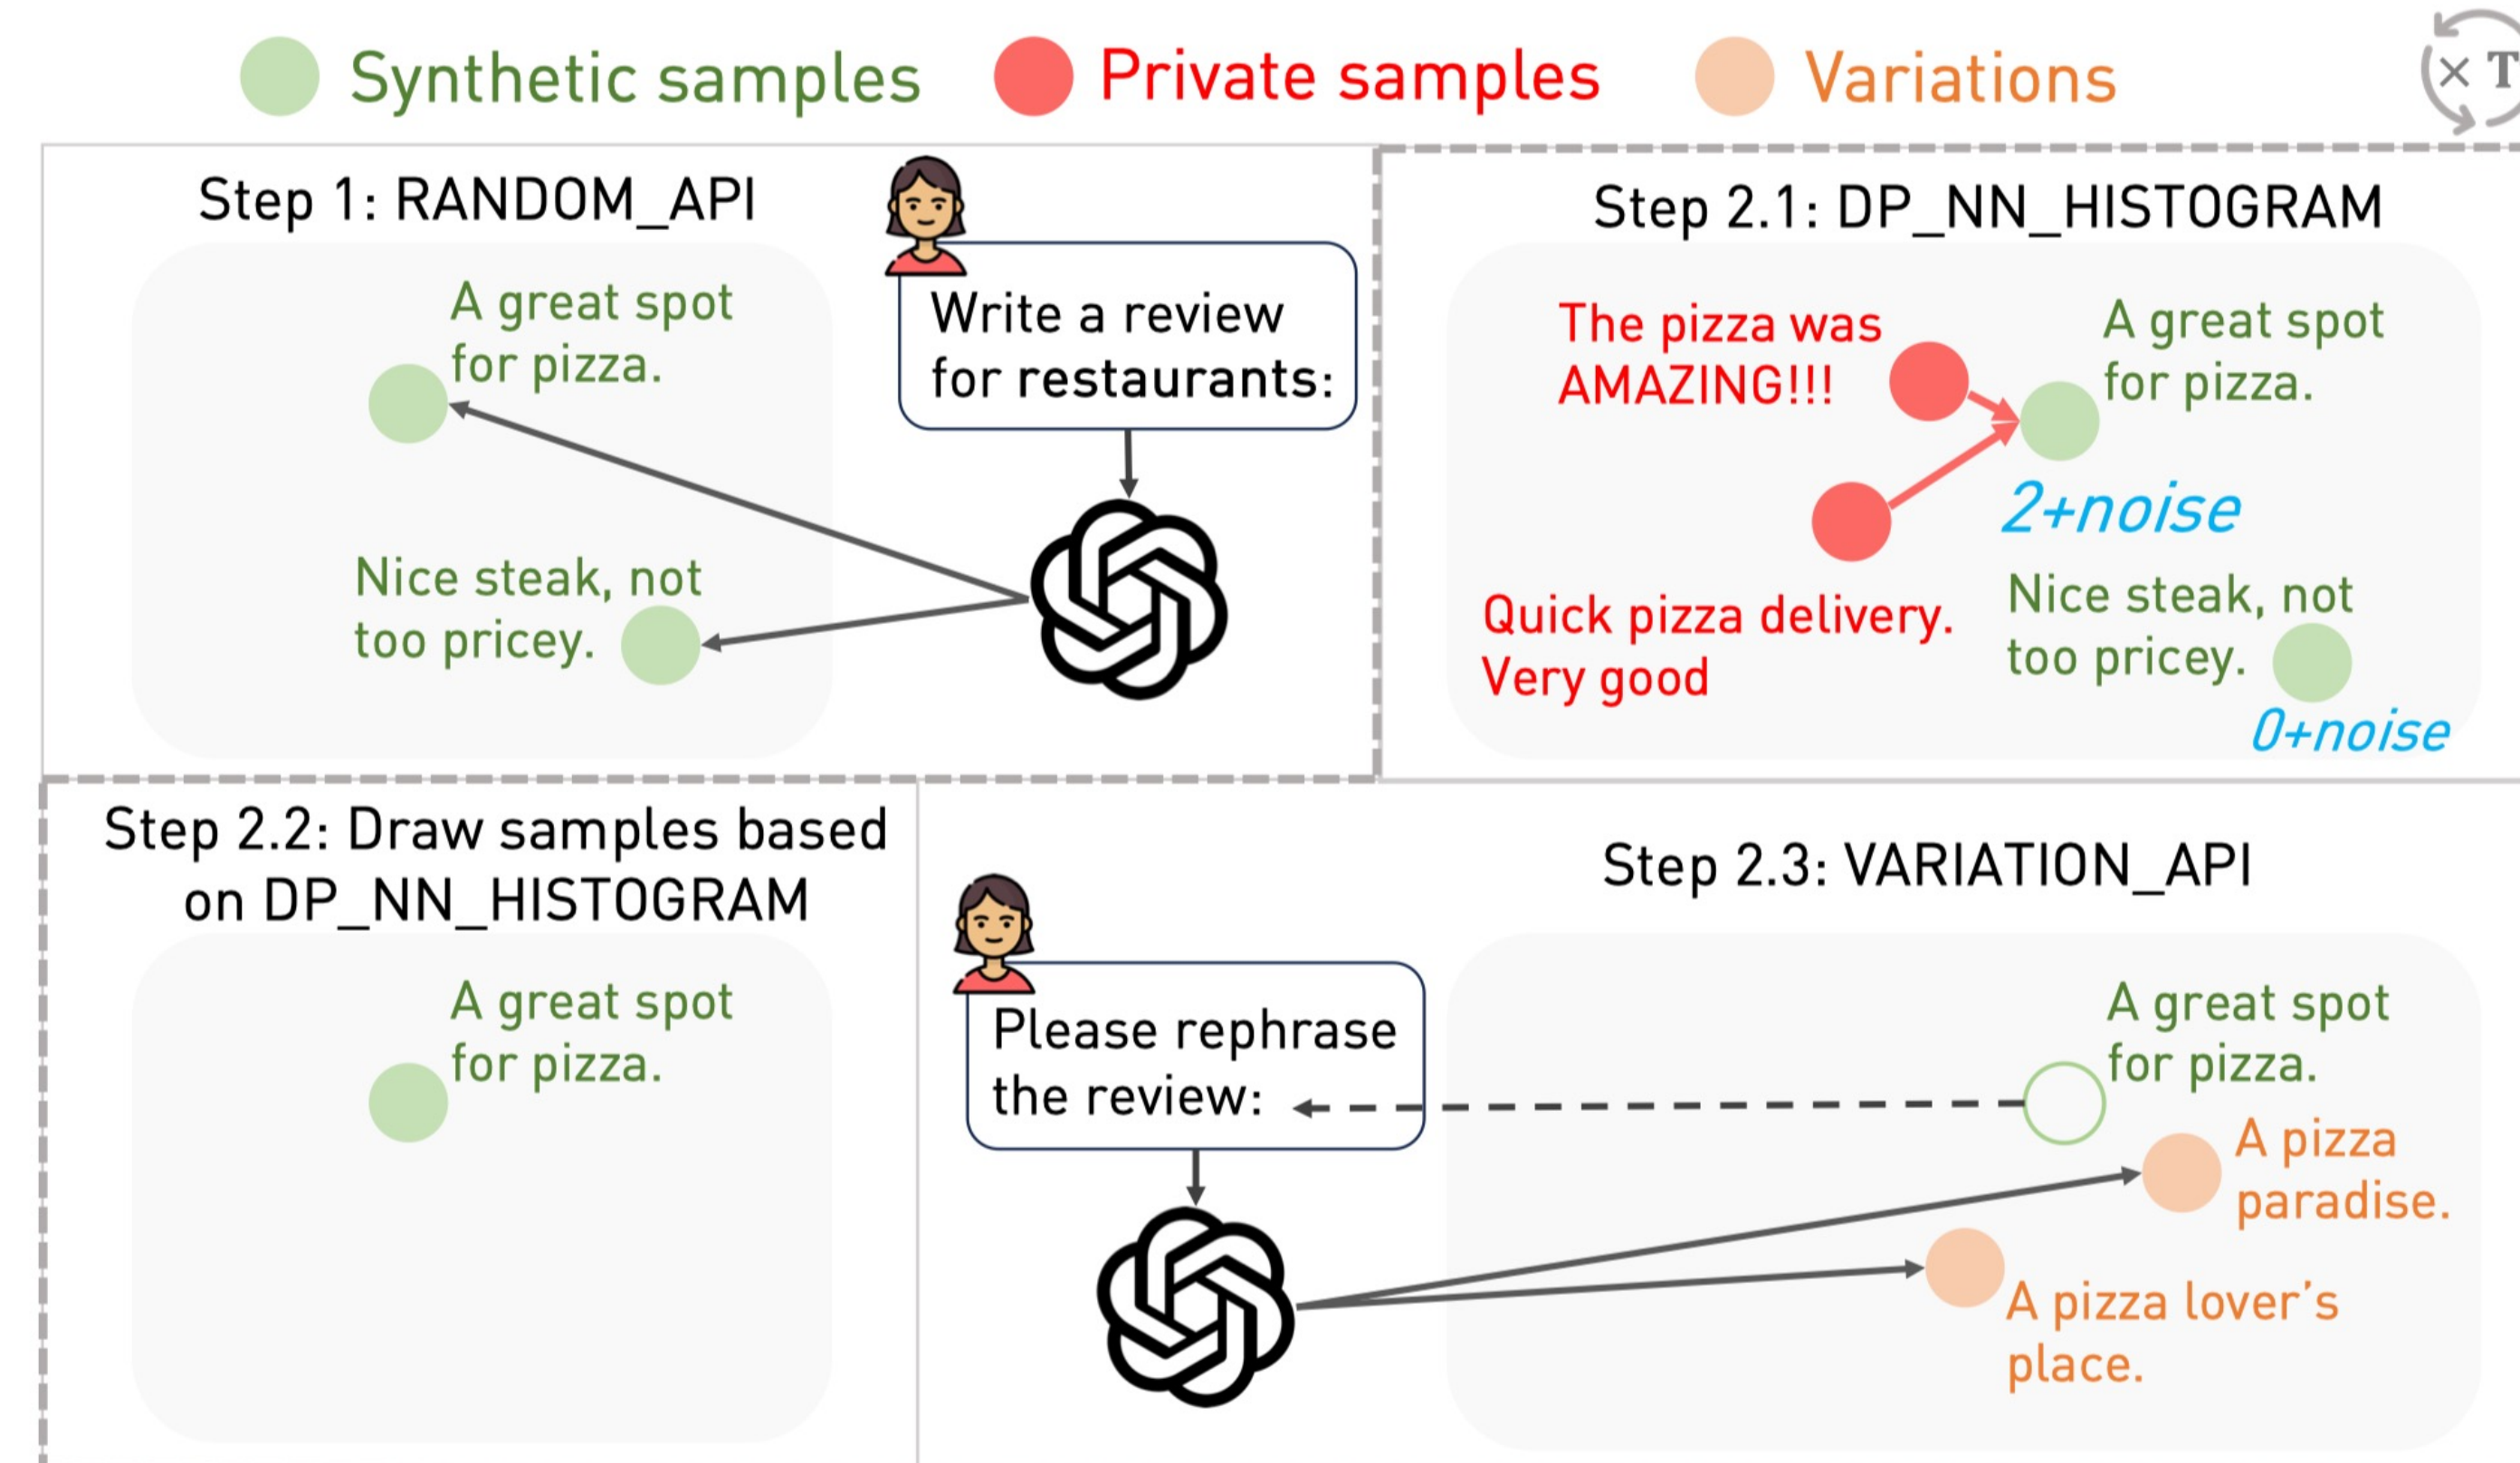 Synthetic samples
Private samples
Variations
× T
Step 1: RANDOM_API
A great spot
for pizza.
Nice steak, not
too pricey.
Write a review
for restaurants:
Step 2.1: DP_NN_HISTOGRAM
The pizza was
AMAZING!!!
A great spot
for pizza.
2+noise
Quick pizza delivery.
Very good
Nice steak, not
too pricey.
0+noise
Step 2.2: Draw samples based
on DP_NN_HISTOGRAM
A great spot
for pizza.
Step 2.3: VARIATION_API
Please rephrase
the review:
A great spot
for pizza.
A pizza
paradise.
A pizza lover’s
place.